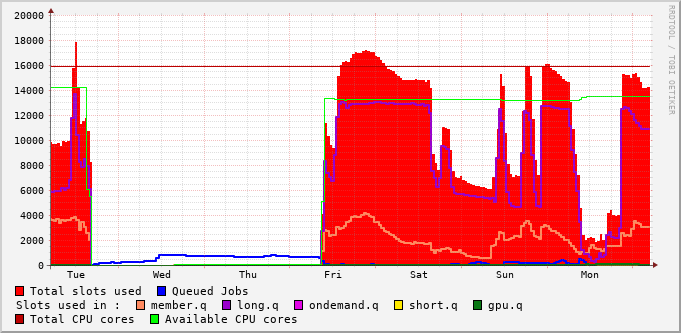 20000
18000
16000
14000
12000
10000
8000
6000
4000
2000
0
Tue Wed Thu Fri Sat Sun Mon
RRDTOOL / TOBI OETIKER
Total slots used Queued Jobs
Slots used in : member.q long.q ondemand.q short.q gpu.q
Total CPU cores Available CPU cores